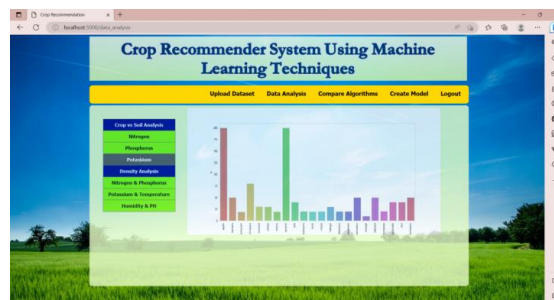 Crop Recommendation
localhost:5000/data_analysis
Crop Recommender System Using Machine
Learning Techniques
Upload Dataset Data Analysis Compare Algorithms Create Model Logout
Crop vs Soil Analysis
Nitrogen
Phosphorus
Potassium
Density Analysis
Nitrogen & Phosphorus
Potassium & Temperature
Humidity & PH